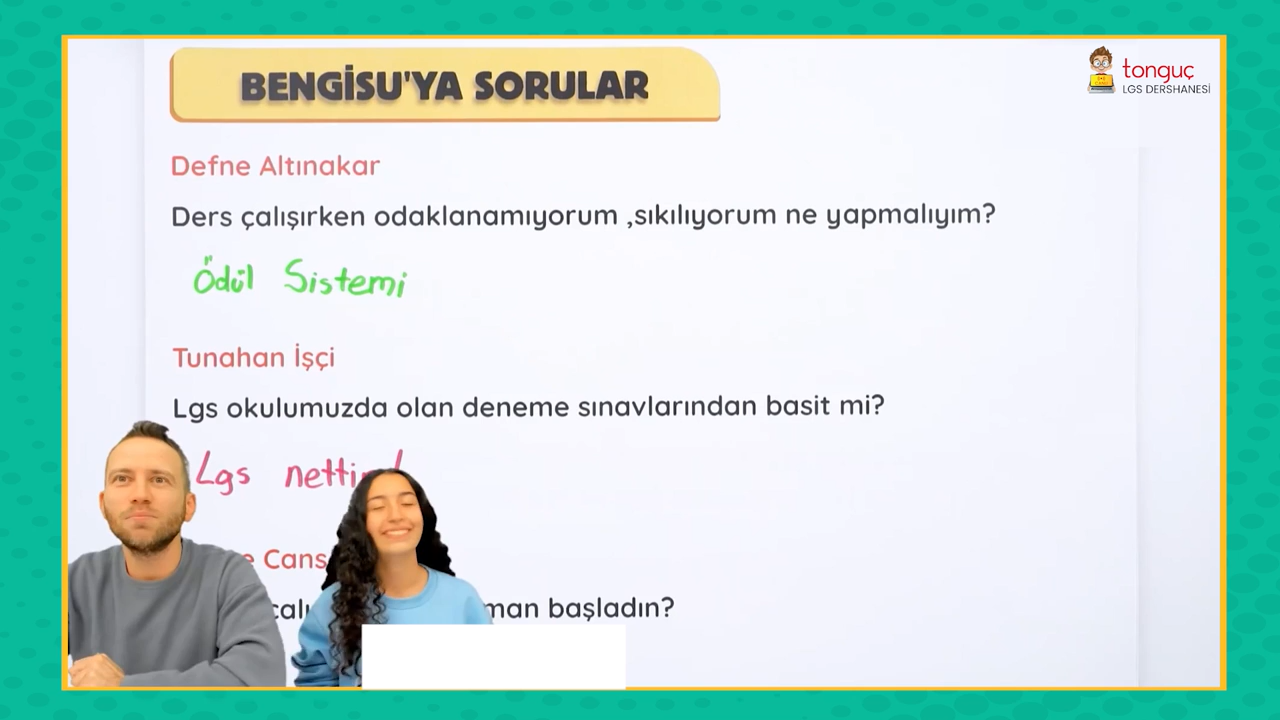 BENGİSU'YA SORULAR
tonguç
LGS DERSHANESİ
Defne Altınakar
Ders çalışırken odaklanamıyorum ,sıkılıyorum ne yapmalıyım?
Ödül Sistemi
Tunahan İşçi
Lgs okulumuzda olan deneme sınavlarından basit mi?
Lgs
başladın?